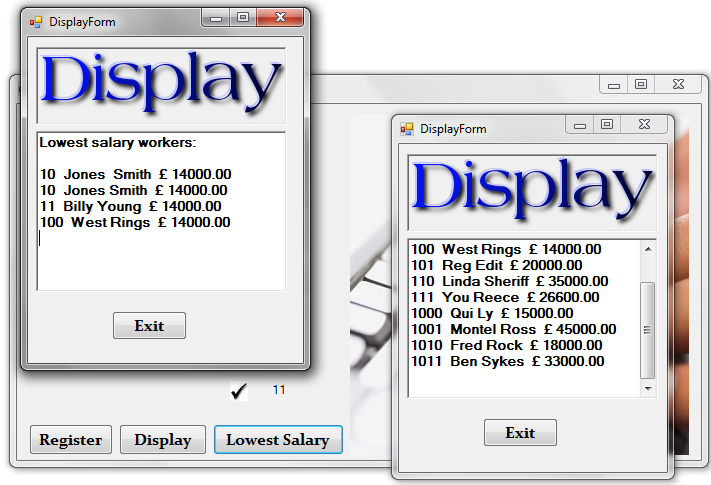 DisplayForm
Display
Lowest salary workers:
10 Jones Smith £ 14000.00
10 Jones Smith £ 14000.00
11 Billy Young £ 14000.00
100 West Rings £ 14000.00
Exit
11
Register
Display
Lowest Salary
DisplayForm
Display
100 West Rings £ 14000.00
101 Reg Edit £ 20000.00
110 Linda Sheriff £ 35000.00
111 You Reece £ 26600.00
1000 Qui Ly £ 15000.00
1001 Montel Ross £ 45000.00
1010 Fred Rock £ 18000.00
1011 Ben Sykes £ 33000.00
Exit